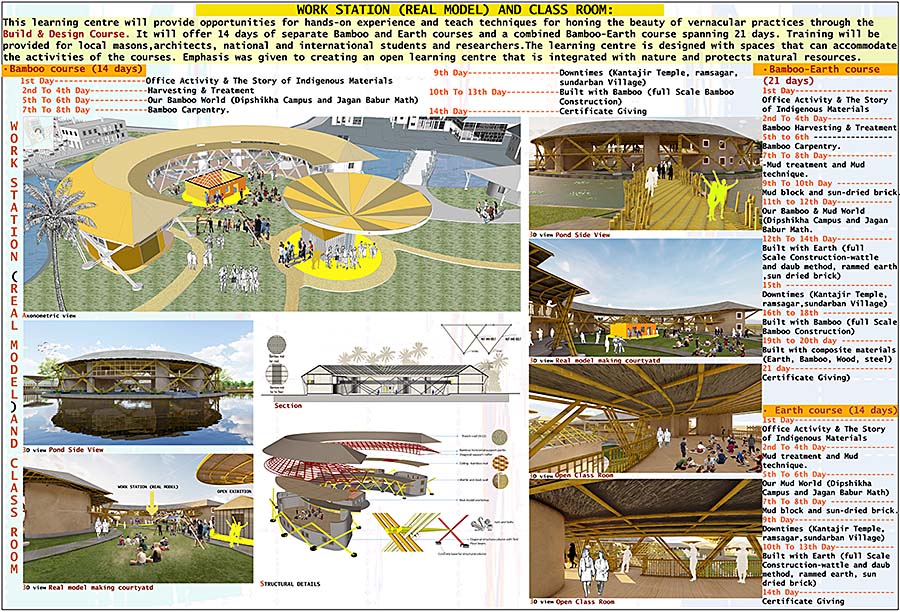 WORK STATION (REAL MODEL) AND CLASS ROOM:
This learning centre will provide opportunities for hands-on experience and teach techniques for honing the beauty of vernacular practices through the
Build & Design Course. It will offer 14 days of separate Bamboo and Earth courses and a combined Bamboo-Earth course spanning 21 days. Training will be
provided for local masons,architects, national and international students and researchers.The learning centre is designed with spaces that can accommodate
the activities of the courses. Emphasis was given to creating an open learning centre that is integrated with nature and protects natural resources.
Bamboo course (14 days)
1st Day Office Activity & The Story of Indigenous Materials
2nd To 4th Day Harvesting & Treatment
5th To 6th Day Our Bamboo World (Dipshikha Campus and Jagan Babur Math)
7th To 8th Day Bamboo Carpentry.
9th Day Downtimes (Kantajir Temple, ramsagar,
sundarban Village)
10th To 13th Day Built with Bamboo (full Scale Bamboo
Construction)
14th Day Certificate Giving
WORK STATION (REAL MODEL) AND CLASS ROOM
Axonometric view
3D view Pond Side View
3D view Real model making courtyatd
WORK STATION (REAL MODEL)
OPEN EXIBITION
Section
STRUCTURAL DETAILS
3D view Pond Side View
3D view Real model making courtyatd
3D view Open Class Room
3D view Open Class Room
Bamboo-Earth course
(21 days)
1st Day
Office Activity & The Story
of Indigenous Materials
2nd To 4th Day
Bamboo Harvesting & Treatment
5th to 6th
Bamboo Carpentry.
7th To 8th Day
-Mud treatment and Mud
technique.
9th To 10th Day
Mud block and sun-dried brick.
11th to 12th Day
Our Bamboo & Mud World
(Dipshikha Campus and Jagan
Babur Math.
12th To 14th Day
Built with Earth (full
Scale Construction-wattle
and daub method, rammed earth
,sun dried brick)
15th
Downtimes (Kantajir Temple,
ramsagar,sundarban Village)
16th to 18th
Built with Bamboo (full Scale
Bamboo Construction)
19th to 20th day
Built with composite materials
(Earth, Bamboo, Wood, steel)
21 day
Certificate Giving)
Earth course (14 days)
1st Day
Office Activity & The Story
of Indigenous Materials
2nd To 4th Day
Mud treatment and Mud
technique.
5th To 6th Day
Our Mud World (Dipshikha
Campus and Jagan Babur Math)
7th To 8th Day
Mud block and sun-dried brick.
9th Day
Downtimes (Kantajir Temple,
ramsagar,sundarban Village)
10th To 13th Day
Built with Earth (full Scale
Construction-wattle and daub
method, rammed earth, sun
dried brick)
14th Day
Certificate Giving